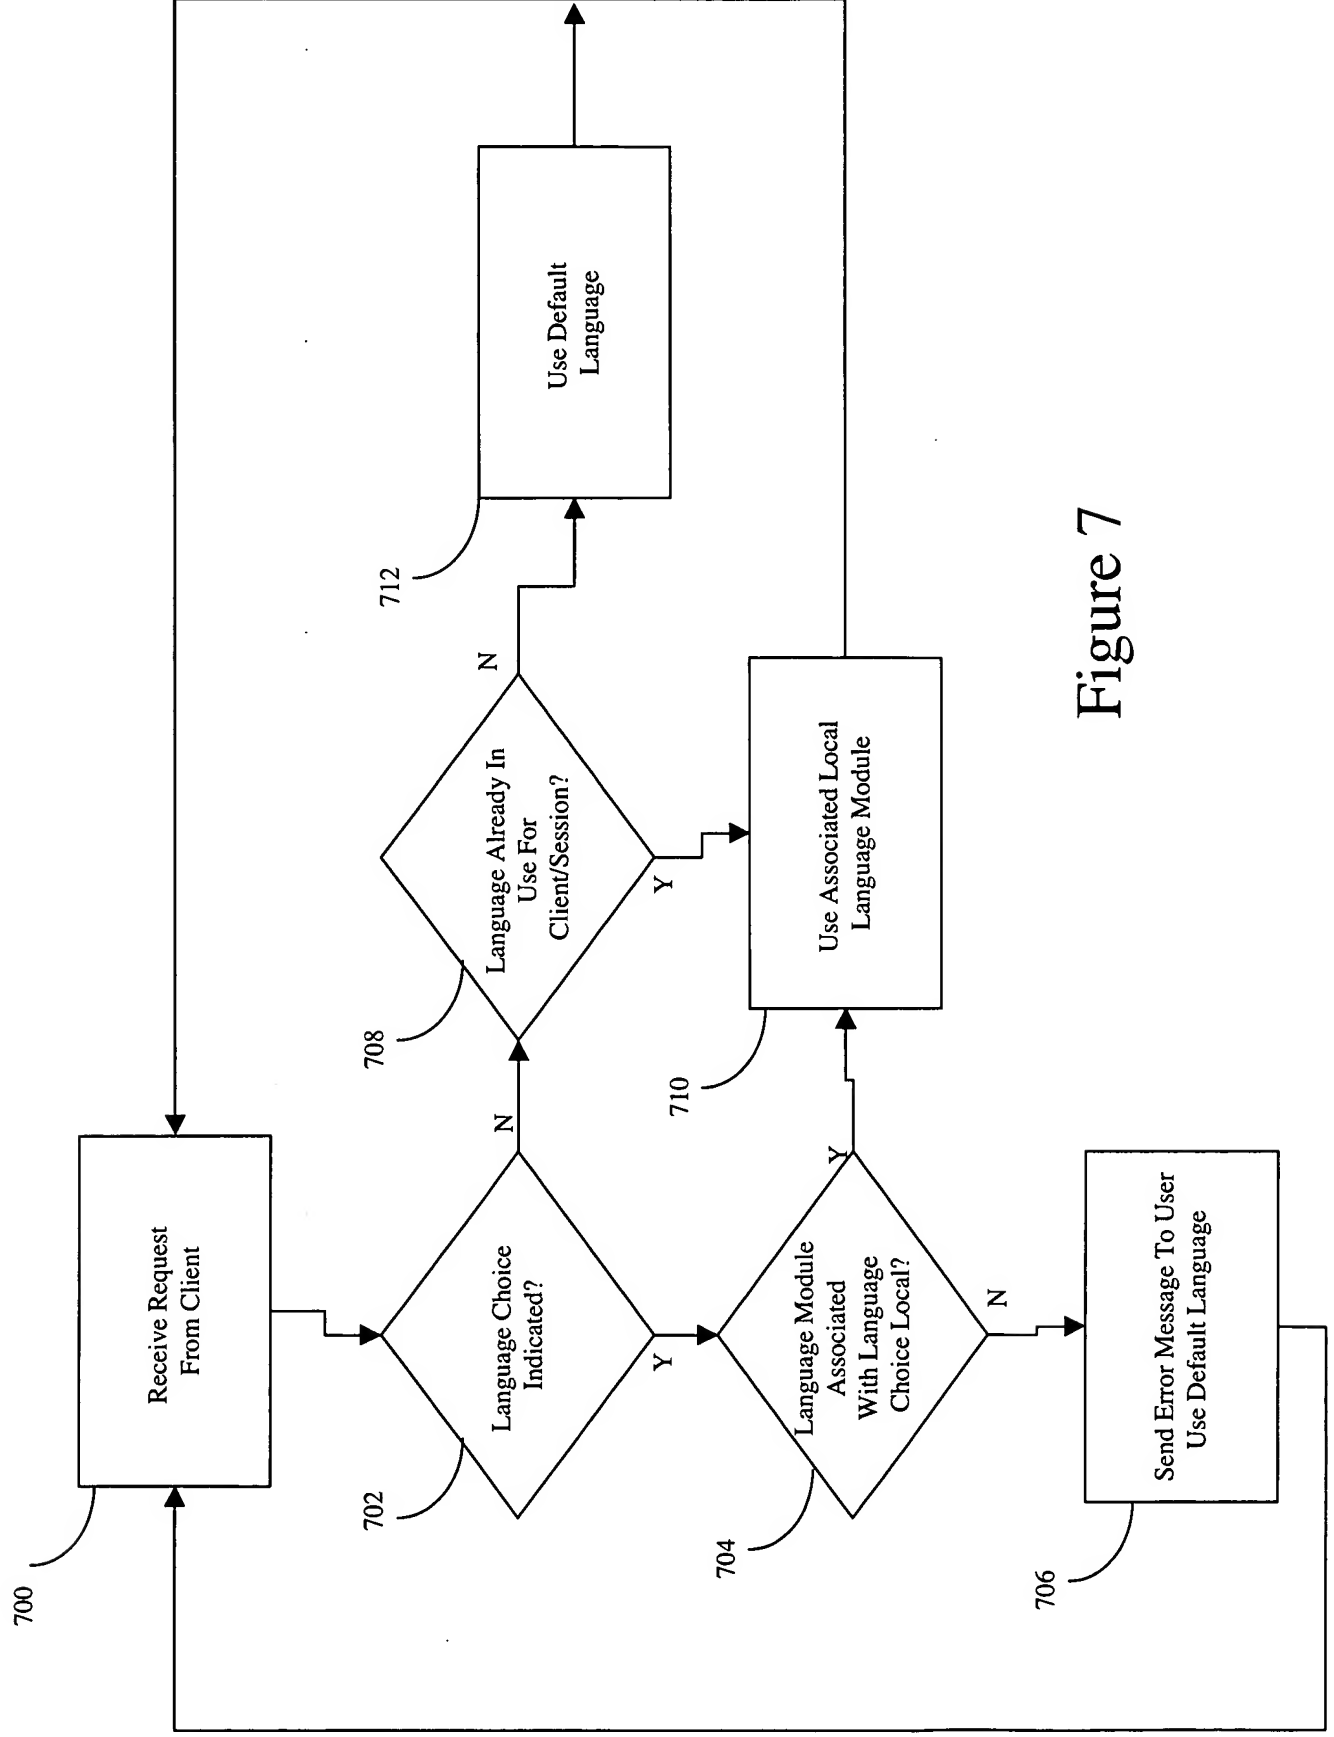 700
Receive Request
From Client
702
Language Choice
Indicated?
N
Y
708
Language Already In
Use For
Client/Session?
N
Y
712
Use Default
Language
704
Language Module
Associated
With Language
Choice Local?
Y
N
710
Use Associated Local
Language Module
706
Send Error Message To User
Use Default Language
Figure 7